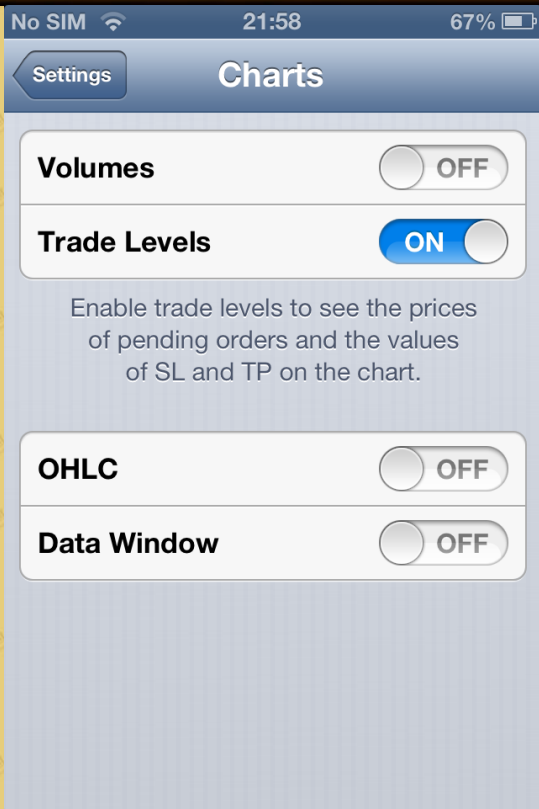 No SIM 21:58 67%
Settings Charts
Volumes OFF
Trade Levels ON
Enable trade levels to see the prices
of pending orders and the values
of SL and TP on the chart.
OHLC OFF
Data Window OFF